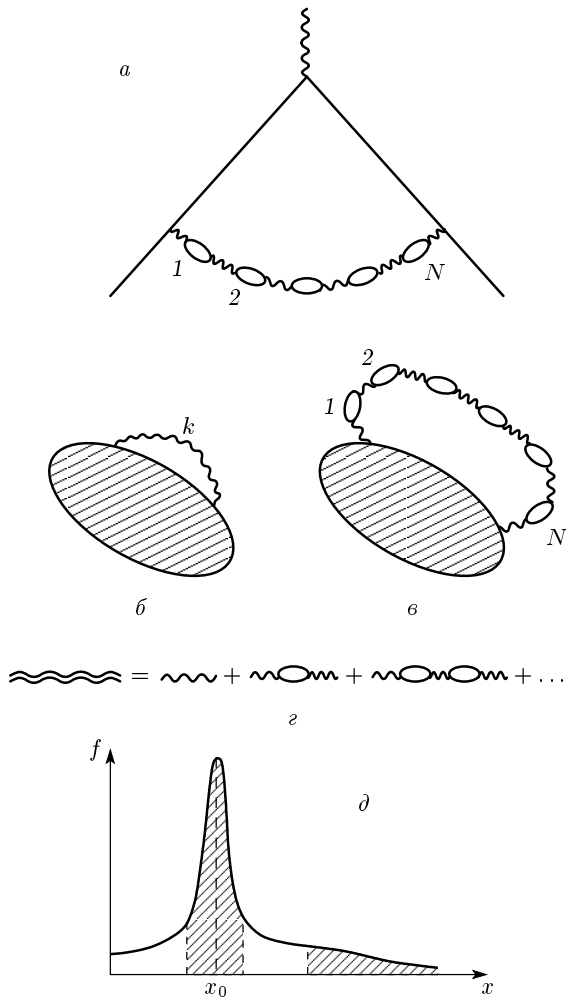 а
1
2
N
k
2
1
N
б
в
= + + + ...
г
f
д
x₀
x